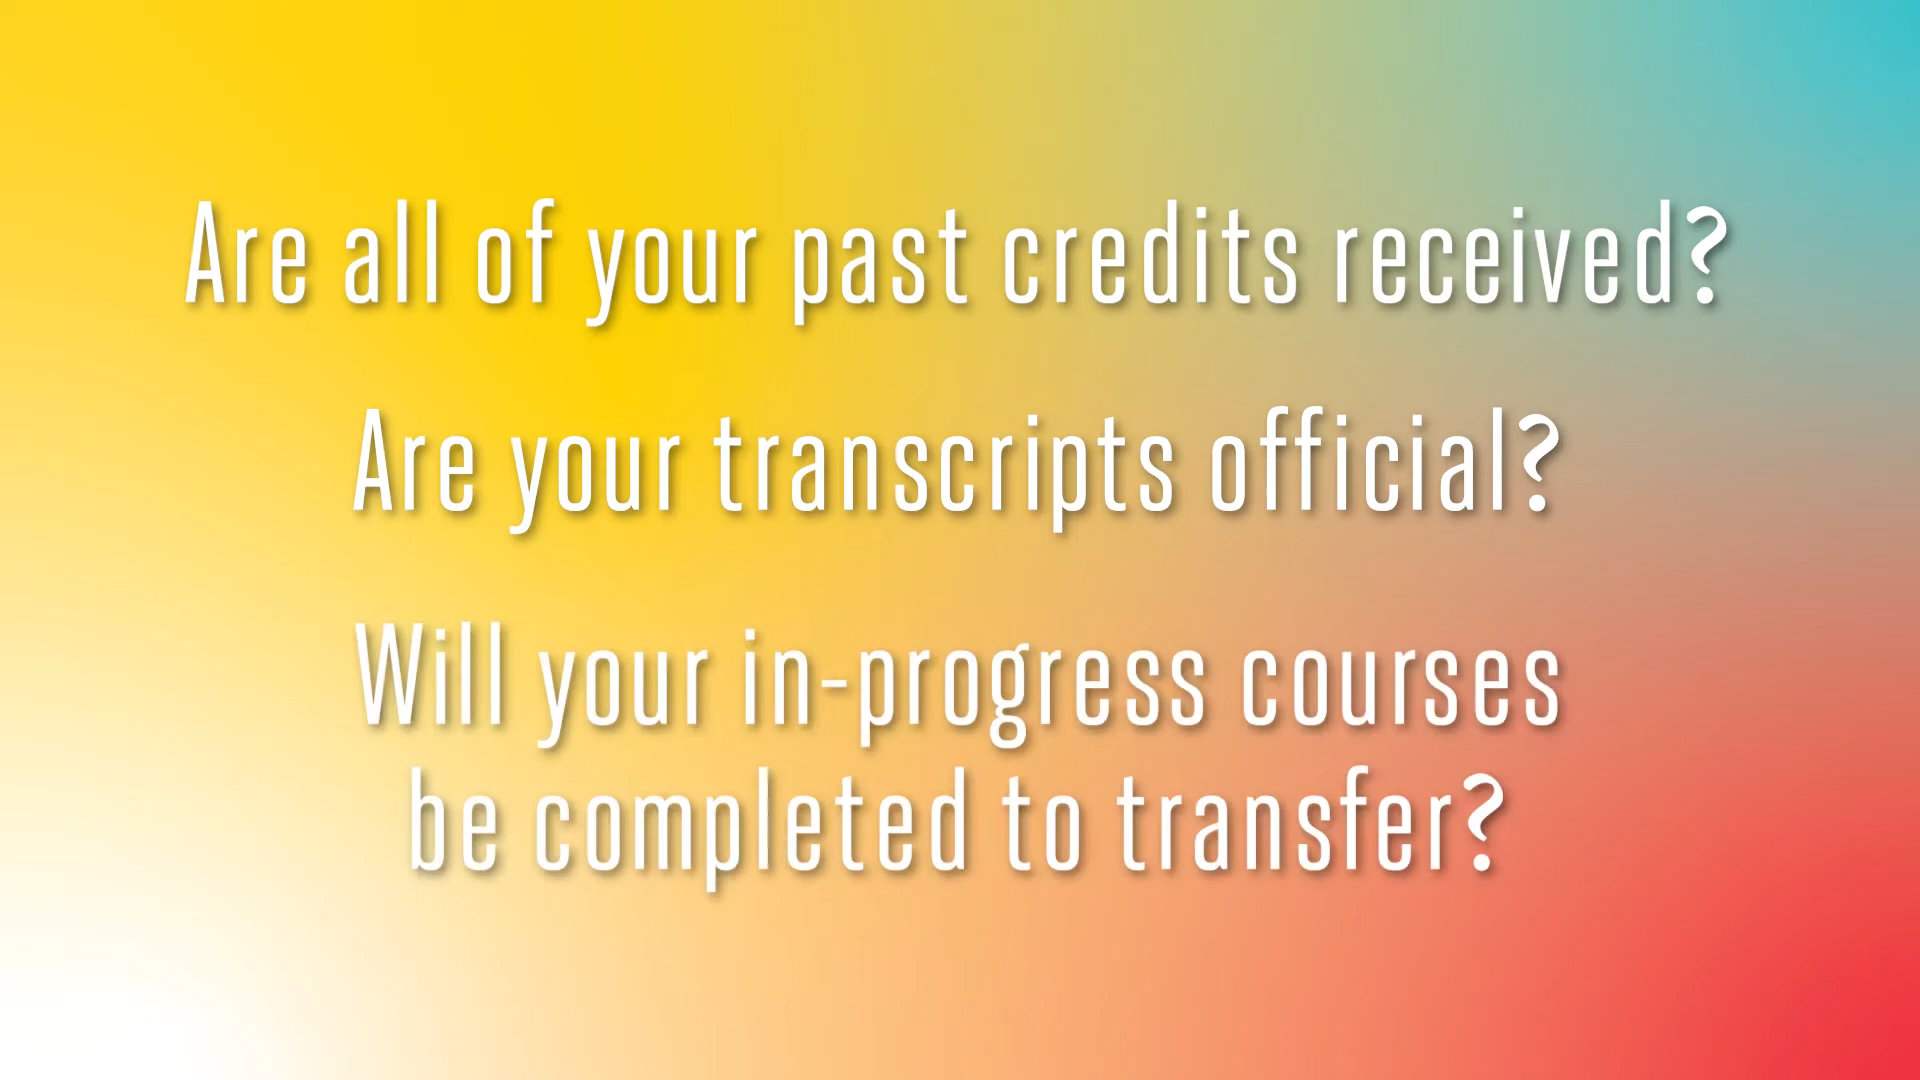 Are all of your past credits received?
Are your transcripts official?
Will your in-progress courses
be completed to transfer?